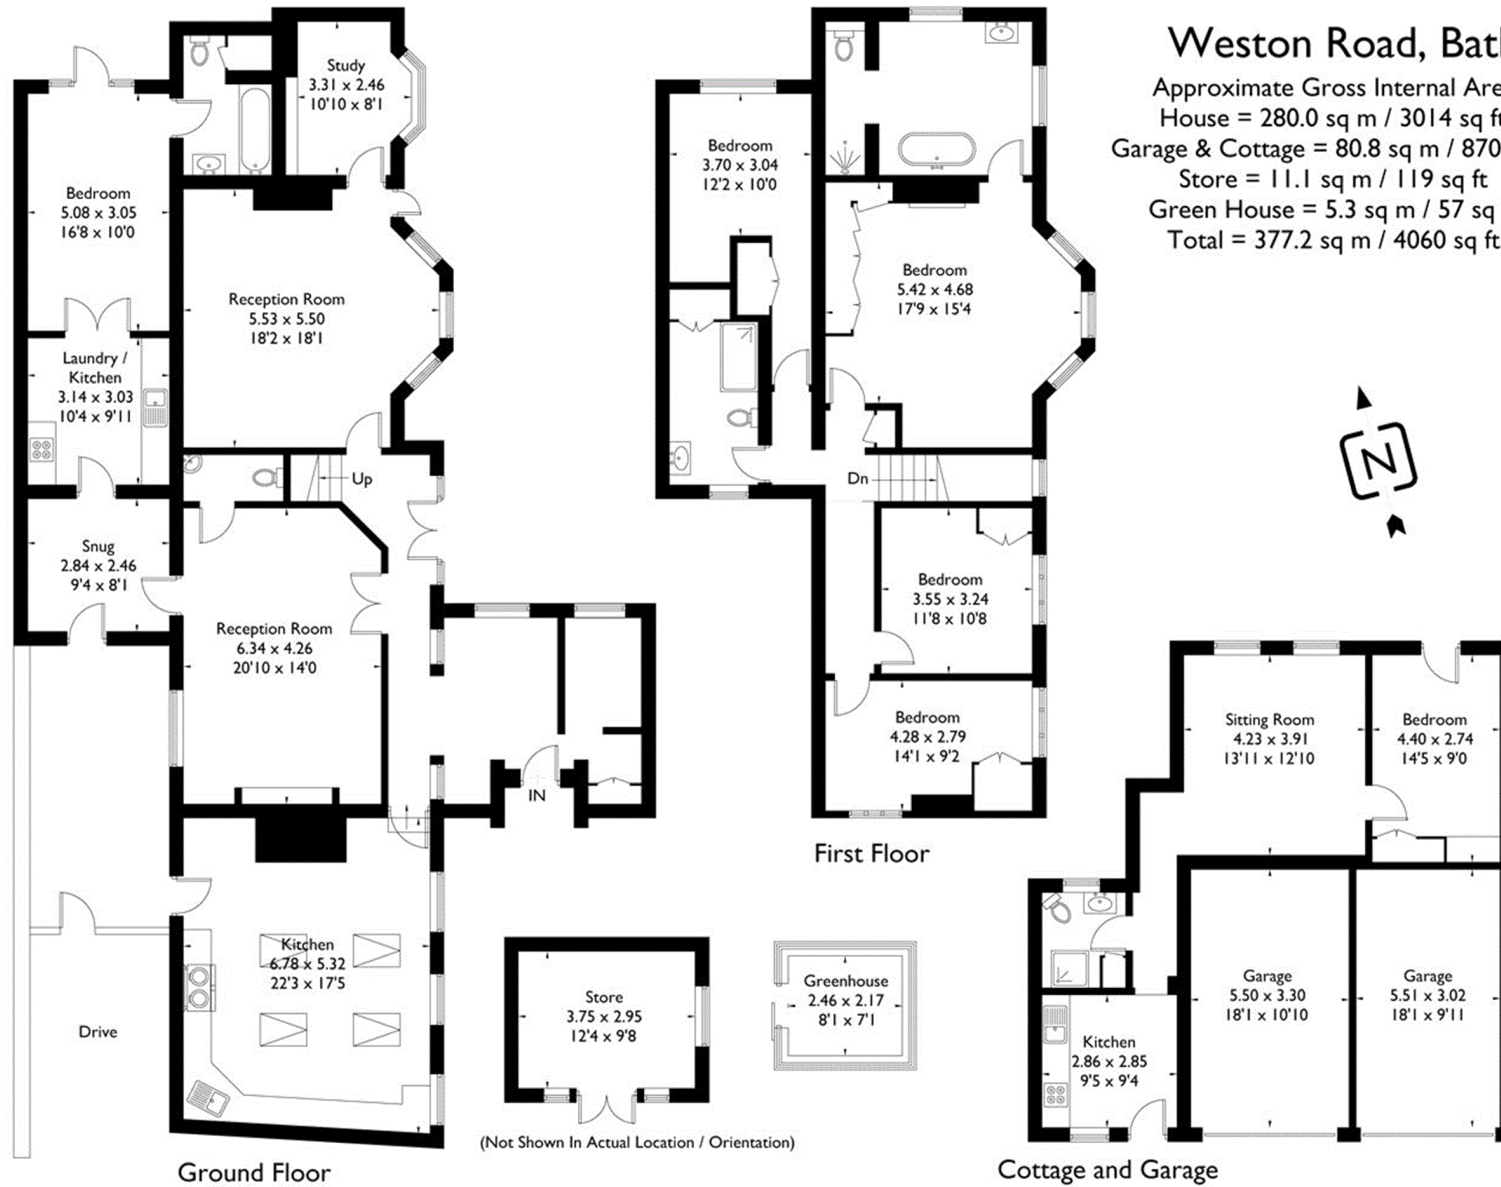 Weston Road, Bat
Approximate Gross Internal Are
House = 280.0 sq m / 3014 sq ft
Garage & Cottage = 80.8 sq m / 870
Store = 11.1 sq m / 119 sq ft
Green House = 5.3 sq m / 57 sq
Total = 377.2 sq m / 4060 sq ft
Study
3.31 x 2.46
10'10 x 8'1
Bedroom
5.08 x 3.05
16'8 x 10'0
Reception Room
5.53 x 5.50
18'2 x 18'1
Laundry /
Kitchen
3.14 x 3.03
10'4 x 9'11
Up
Snug
2.84 x 2.46
9'4 x 8'1
Reception Room
6.34 x 4.26
20'10 x 14'0
IN
Kitchen
6.78 x 5.32
22'3 x 17'5
Drive
Ground Floor
Bedroom
3.70 x 3.04
12'2 x 10'0
Bedroom
5.42 x 4.68
17'9 x 15'4
Dn
Bedroom
3.55 x 3.24
11'8 x 10'8
Bedroom
4.28 x 2.79
14'1 x 9'2
First Floor
N
Store
3.75 x 2.95
12'4 x 9'8
(Not Shown In Actual Location / Orientation)
Greenhouse
2.46 x 2.17
8'1 x 7'1
Sitting Room
4.23 x 3.91
13'11 x 12'10
Bedroom
4.40 x 2.74
14'5 x 9'0
Garage
5.50 x 3.30
18'1 x 10'10
Garage
5.51 x 3.02
18'1 x 9'11
Kitchen
2.86 x 2.85
9'5 x 9'4
Cottage and Garage